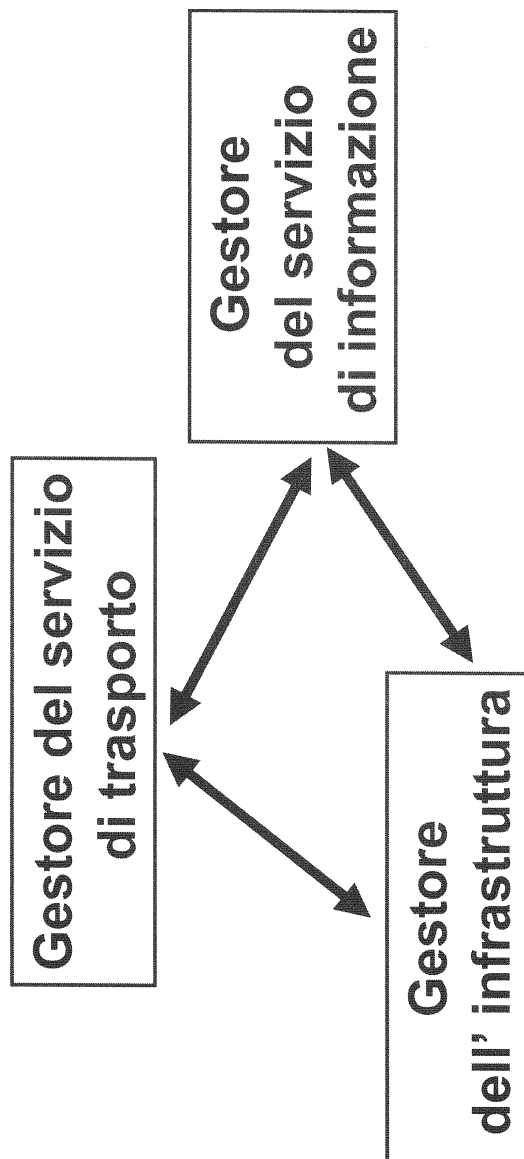 Gestore del servizio
di trasporto
Gestore
dell' infrastruttura
Gestore
del servizio
di informazione